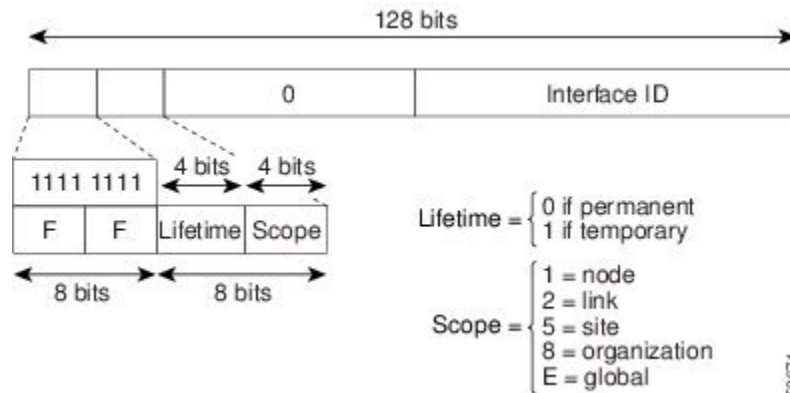 128 bits
0 Interface ID
4 bits 4 bits
1111 1111
F F Lifetime Scope
8 bits 8 bits
Lifetime = 0 if permanent
1 if temporary
Scope = 1 = node
2 = link
5 = site
8 = organization
E = global